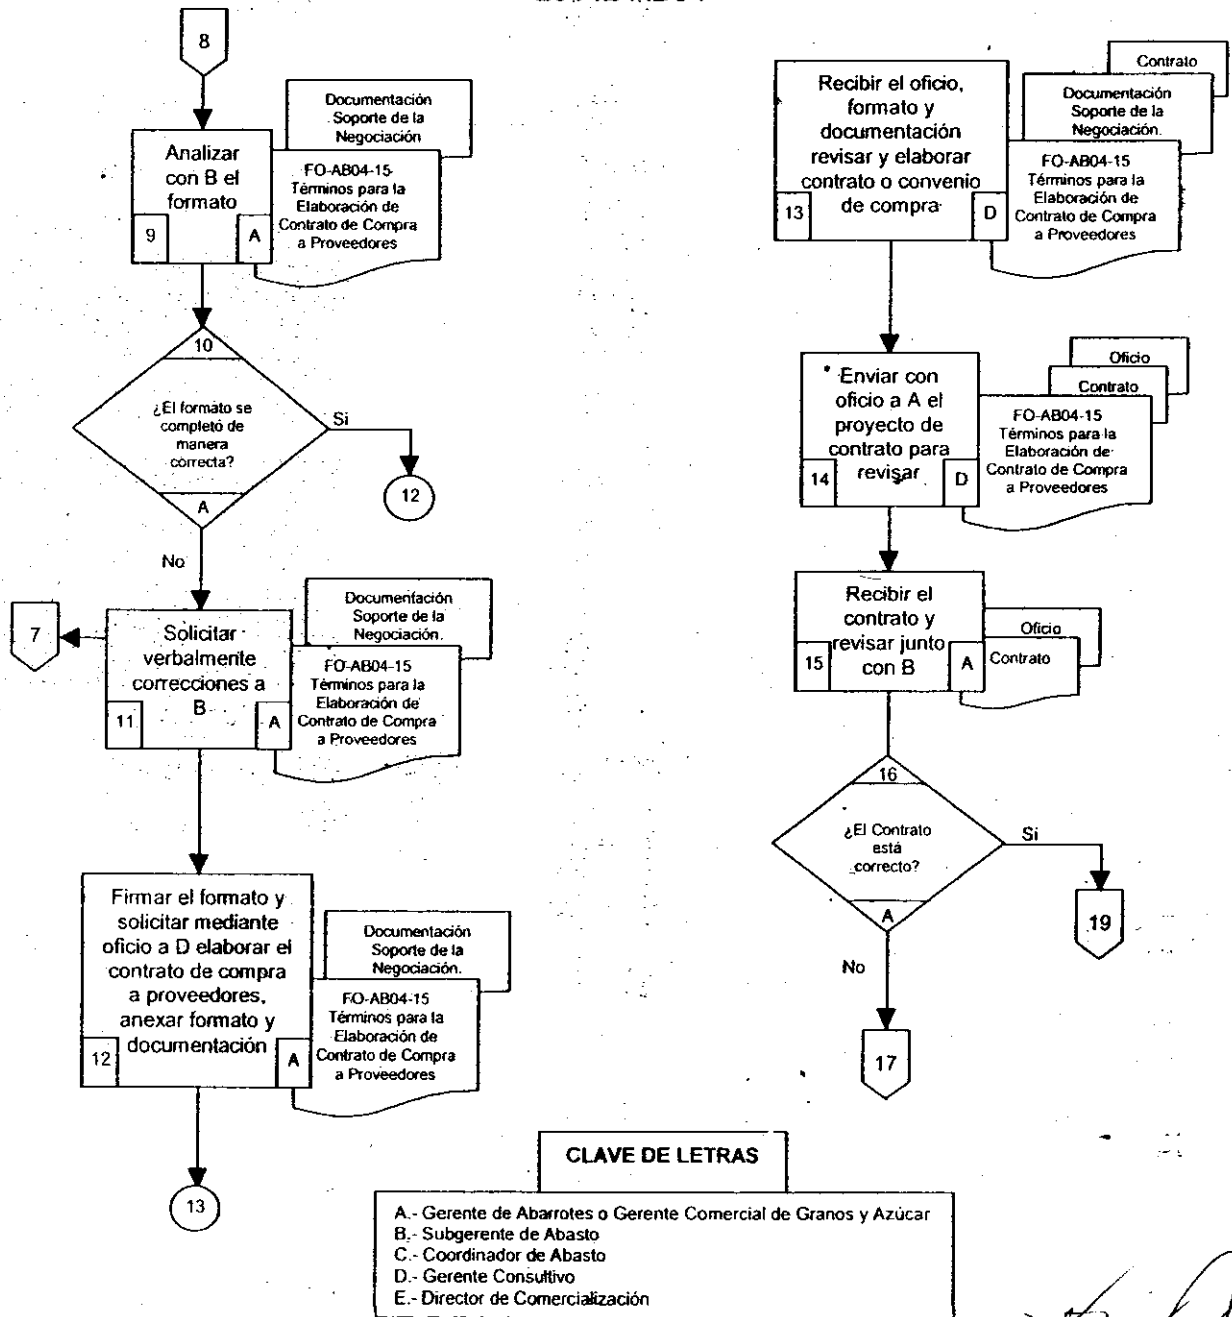 8
Documentación
Soporte de la
Negociación
Analizar
con B el
formato
FO-AB04-15
Términos para la
Elaboración de
Contrato de Compra
a Proveedores
9
A
10
¿El formato se
completó de
manera
correcta?
A
Si
12
No
7
Solicitar
verbalmente
correcciones a
B
11
A
Documentación
Soporte de la
Negociación.
FO-AB04-15
Términos para la
Elaboración de
Contrato de Compra
a Proveedores
Firmar el formato y
solicitar mediante
oficio a D elaborar el
contrato de compra
a proveedores,
anexar formato y
documentación
12
A
Documentación
Soporte de la
Negociación.
FO-AB04-15
Términos para la
Elaboración de
Contrato de Compra
a Proveedores
13
Recibir el oficio,
formato y
documentación
revisar y elaborar
contrato o convenio
de compra
13
D
Contrato
Documentación
Soporte de la
Negociación.
FO-AB04-15
Términos para la
Elaboración de
Contrato de Compra
a Proveedores
Enviar con
oficio a A el
proyecto de
contrato para
revisar
14
D
Oficio
Contrato
FO-AB04-15
Términos para la
Elaboración de
Contrato de Compra
a Proveedores
Recibir el
contrato y
revisar junto
con B
15
A
Oficio
Contrato
16
¿El Contrato
está
correcto?
A
Si
19
No
17
CLAVE DE LETRAS
A.- Gerente de Abarrotes o Gerente Comercial de Granos y Azúcar
B.- Subgerente de Abasto
C.- Coordinador de Abasto
D.- Gerente Consultivo
E.- Director de Comercialización